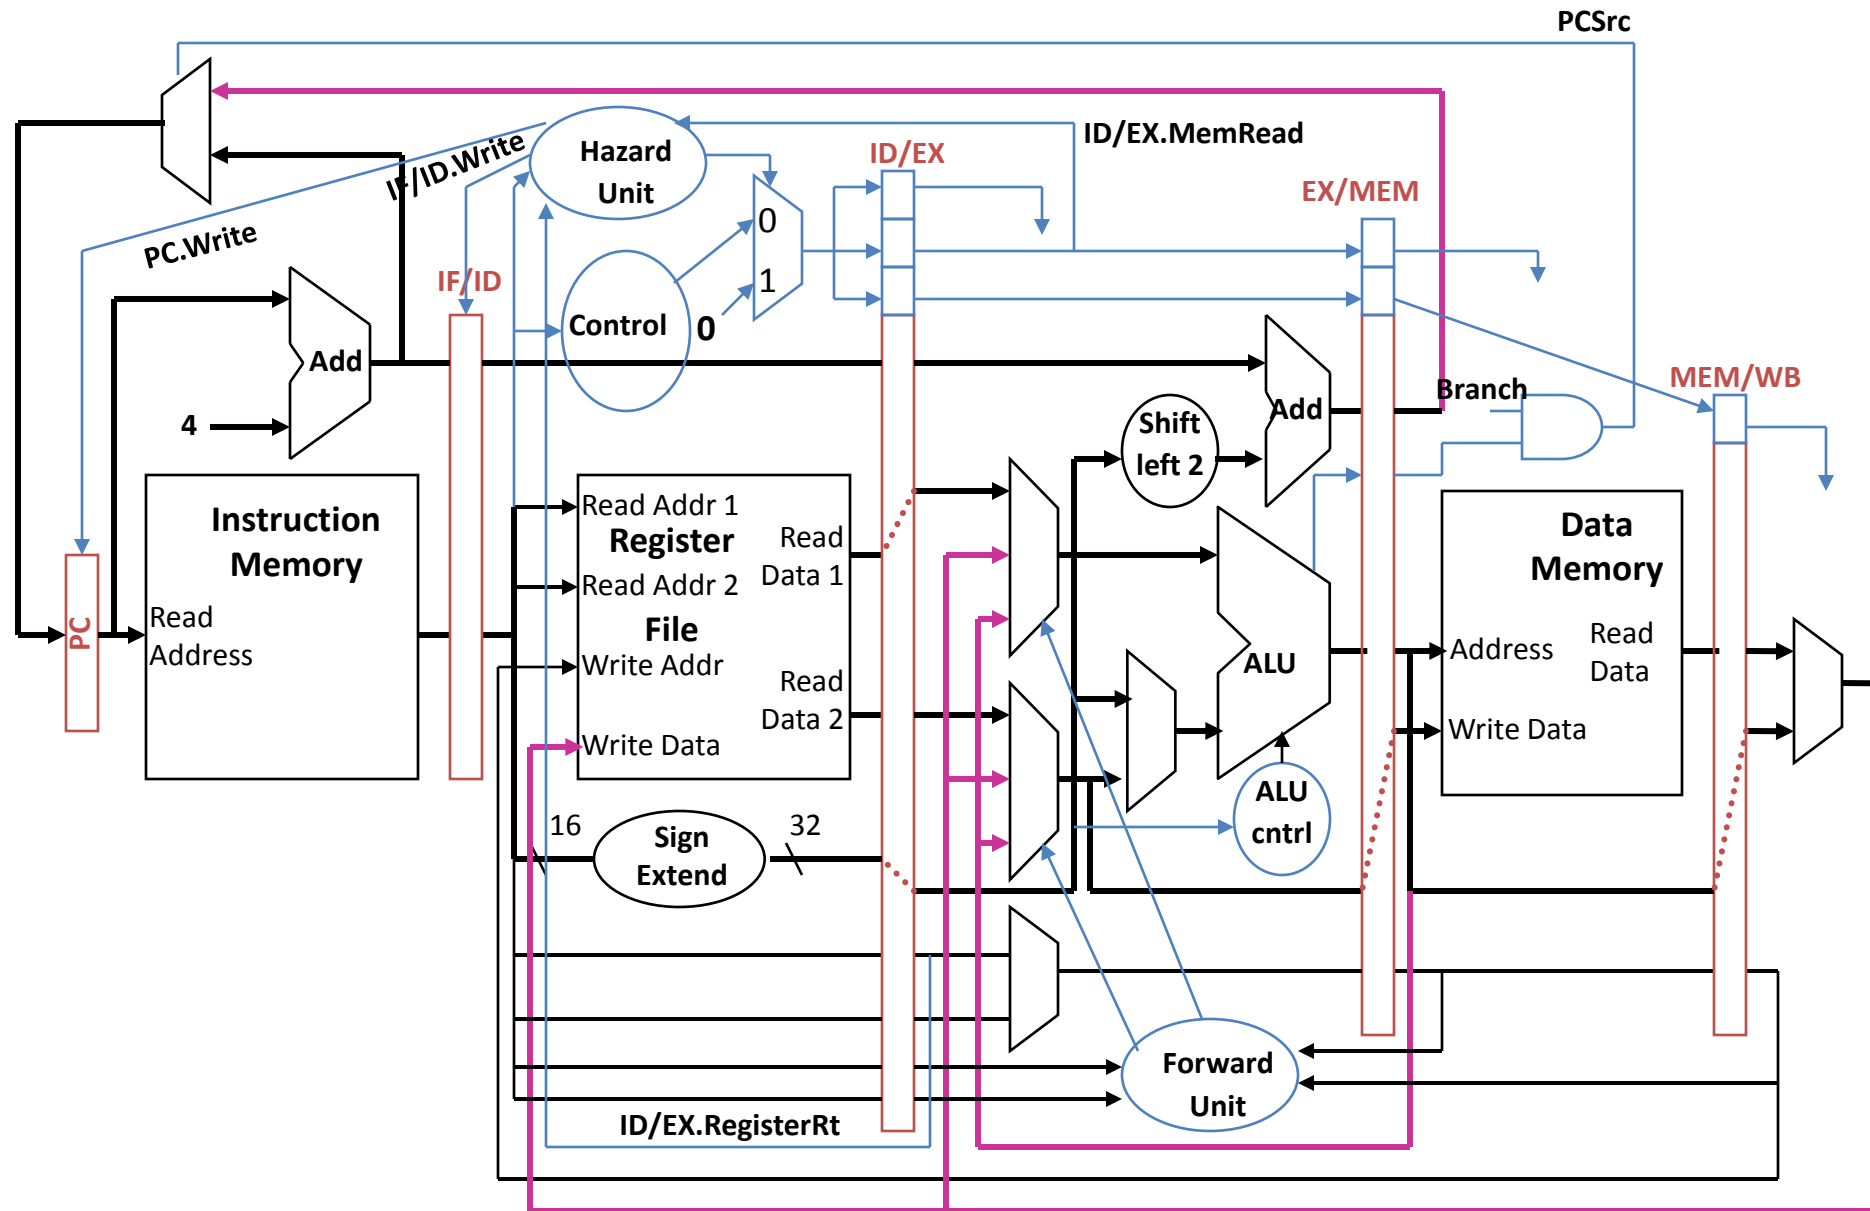 PCSrc
Hazard
Unit
ID/EX.MemRead
IF/ID.Write
ID/EX
EX/MEM
PC.Write
0
1
IF/ID
Control
0
Add
4
Shift
left 2
Add
Branch
MEM/WB
Instruction
Memory
Read
Address
PC
Read Addr 1
Register
Read Addr 2
File
Write Addr
Write Data
Read
Data 1
Read
Data 2
ALU
Data
Memory
Address
Read
Data
Write Data
16
Sign
Extend
32
ALU
cntrl
Forward
Unit
ID/EX.RegisterRt